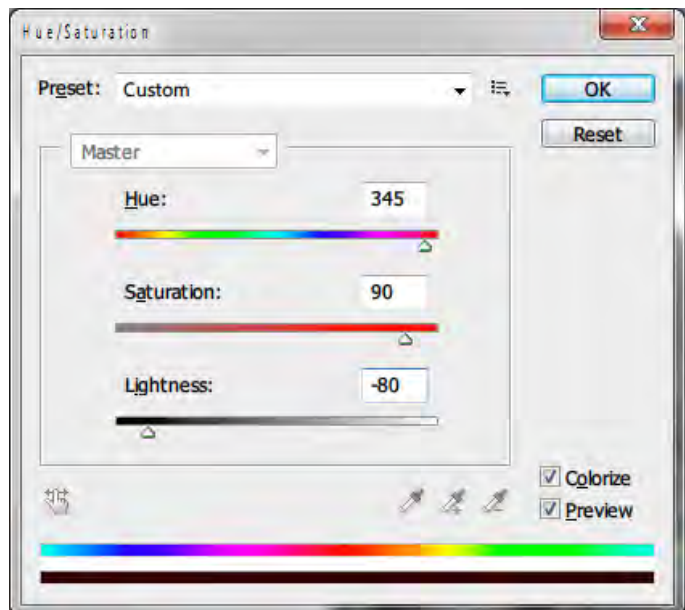 Hue/Saturation
Preset: Custom
OK
Reset
Master
Hue: 345
Saturation: 90
Lightness: -80
Colorize
Preview